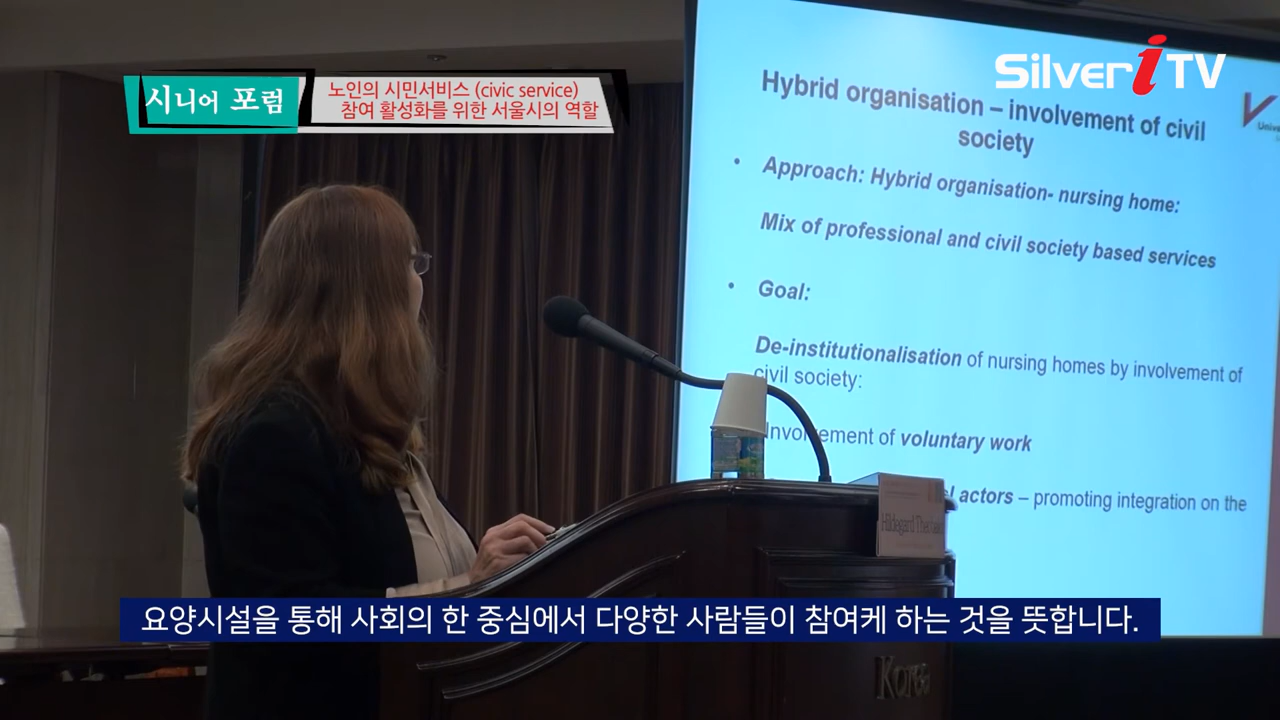 Silver i TV
시니어 포럼
노인의 시민서비스 (civic service)
참여 활성화를 위한 서울시의 역할
Hybrid organisation – involvement of civil
society
• Approach: Hybrid organisation- nursing home:
Mix of professional and civil society based services
• Goal:
De-institutionalisation of nursing homes by involvement of
civil society:
Involvement of voluntary work
actors – promoting integration on the
Hildegard
요양시설을 통해 사회의 한 중심에서 다양한 사람들이 참여케 하는 것을 뜻합니다.
Korea